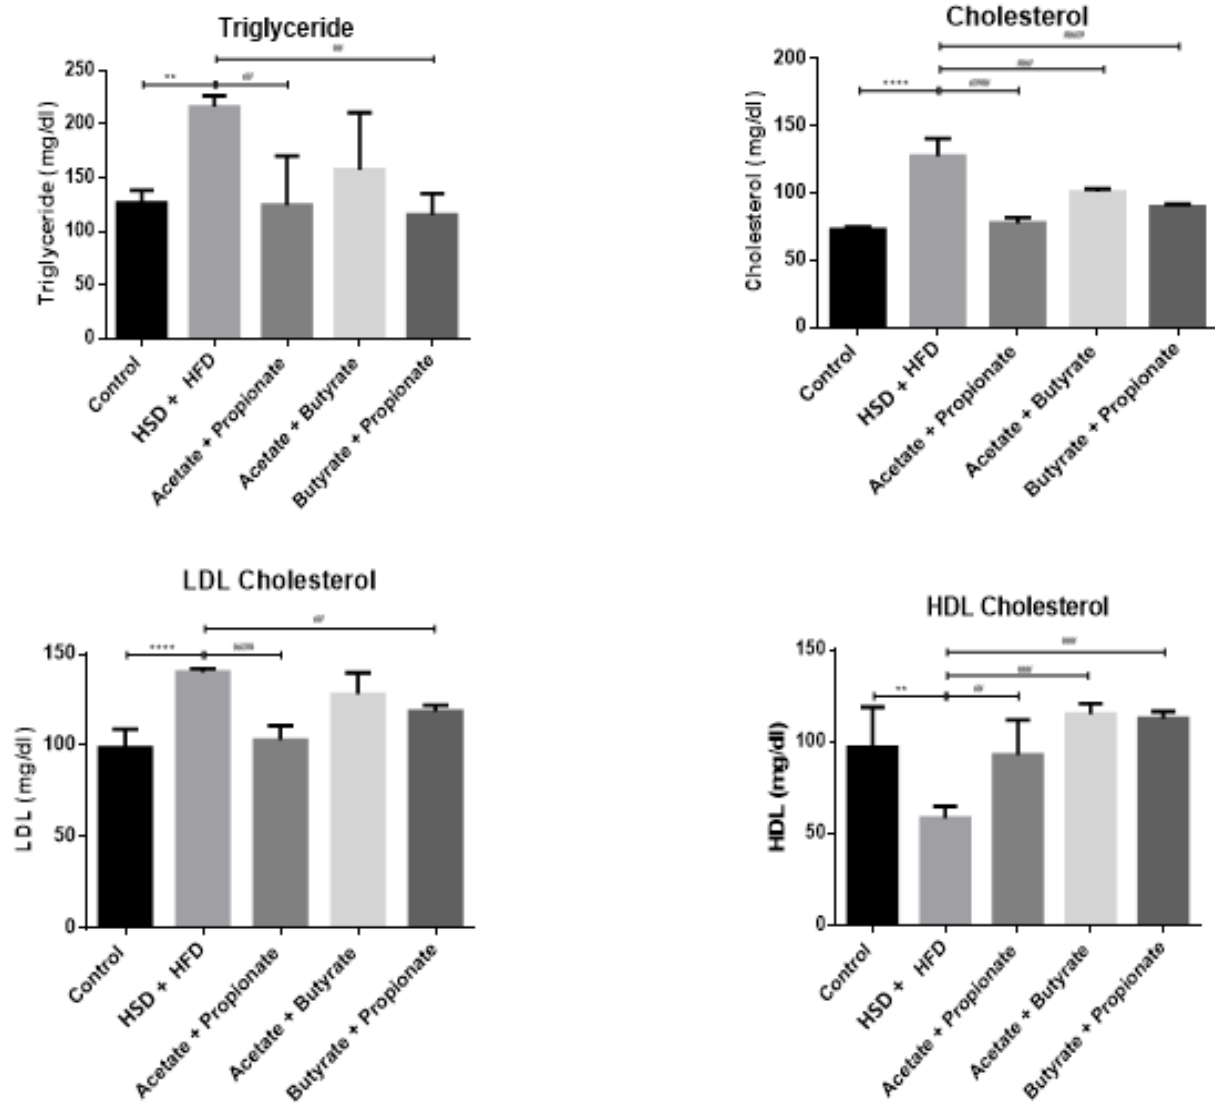 Triglyceride
**
Triglyceride (mg/dl)
250
200
150
100
50
0
Control
HSD + HFD
Acetate + Propionate
Acetate + Butyrate
Butyrate + Propionate
Cholesterol
****
Cholesterol (mg/dl)
200
150
100
50
0
Control
HSD + HFD
Acetate + Propionate
Acetate + Butyrate
Butyrate + Propionate
LDL Cholesterol
****
LDL (mg/dl)
150
100
50
0
Control
HSD + HFD
Acetate + Propionate
Acetate + Butyrate
Butyrate + Propionate
HDL Cholesterol
**
HDL (mg/dl)
150
100
50
0
Control
HSD + HFD
Acetate + Propionate
Acetate + Butyrate
Butyrate + Propionate